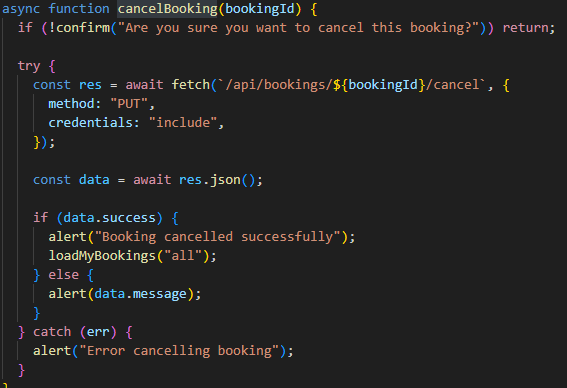 async function cancelBooking(bookingId) {
  if (!confirm("Are you sure you want to cancel this booking?")) return;

  try {
    const res = await fetch(`/api/bookings/${bookingId}/cancel`, {
      method: "PUT",
      credentials: "include",
    });

    const data = await res.json();

    if (data.success) {
      alert("Booking cancelled successfully");
      loadMyBookings("all");
    } else {
      alert(data.message);
    }
  } catch (err) {
    alert("Error cancelling booking");
  }
}